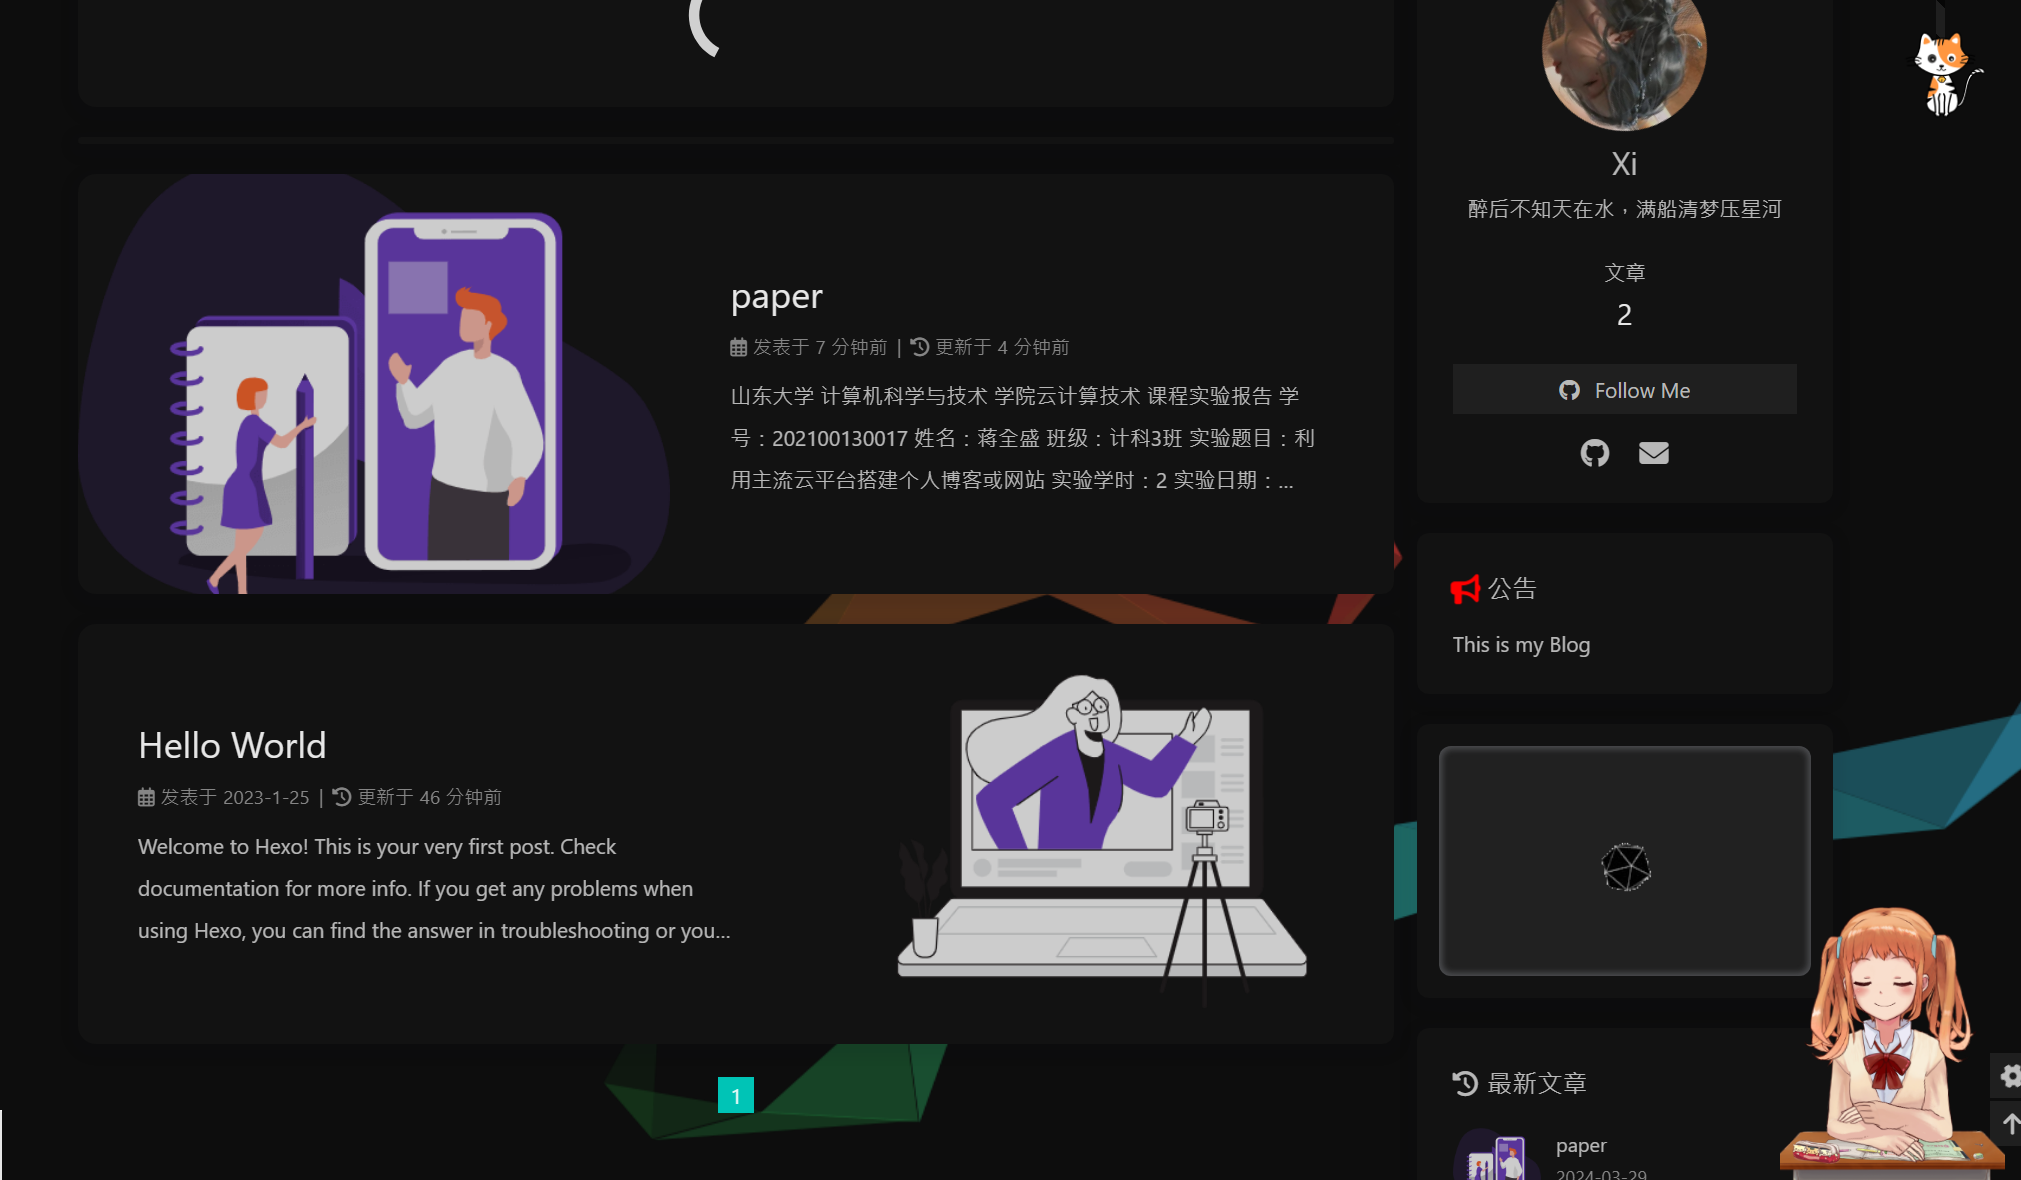 paper
发表于 7 分钟前 | 更新于 4 分钟前
山东大学 计算机科学与技术 学院云计算技术 课程实验报告 学
号：202100130017 姓名：蒋全盛 班级：计科3班 实验题目：利
用主流云平台搭建个人博客或网站 实验学时：2 实验日期：...
Hello World
发表于 2023-1-25 | 更新于 46 分钟前
Welcome to Hexo! This is your very first post. Check
documentation for more info. If you get any problems when
using Hexo, you can find the answer in troubleshooting or you...
1
Xi
醉后不知天在水，满船清梦压星河
文章
2
Follow Me
公告
This is my Blog
最新文章
paper
2024-03-29